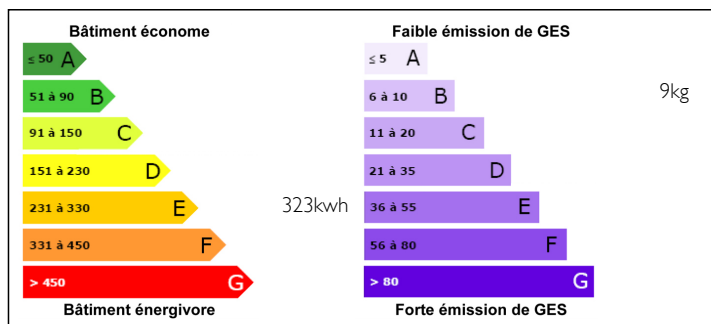 Bâtiment économe
≤ 50 A
51 à 90 B
91 à 150 C
151 à 230 D
231 à 330 E
323kwh
331 à 450 F
> 450 G
Bâtiment énergivore
Faible émission de GES
≤ 5 A
6 à 10 B
9kg
11 à 20 C
21 à 35 D
36 à 55 E
56 à 80 F
> 80 G
Forte émission de GES